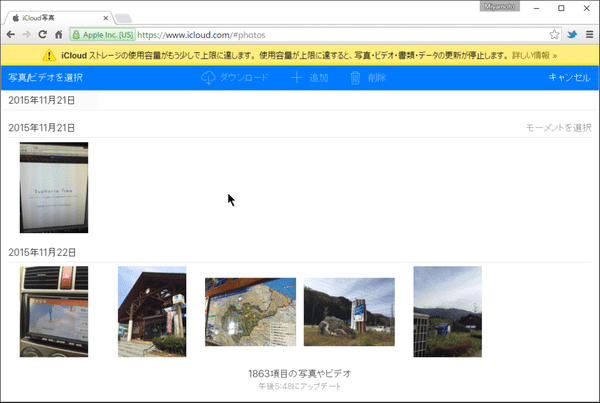 Miyamoto
iCloud写真
Apple Inc. [US] https://www.icloud.com/#photos
iCloud ストレージの使用容量がもう少しで上限に達します。使用容量が上限に達すると、写真・ビデオ・書類・データの更新が停止します。 詳しい情報 »
写真/ビデオを選択 ダウンロード 追加 削除 キャンセル
2015年11月21日
2015年11月21日 モーメントを選択
Euphoria Time
2015年11月22日
1863項目の写真やビデオ
午後5:48にアップデート